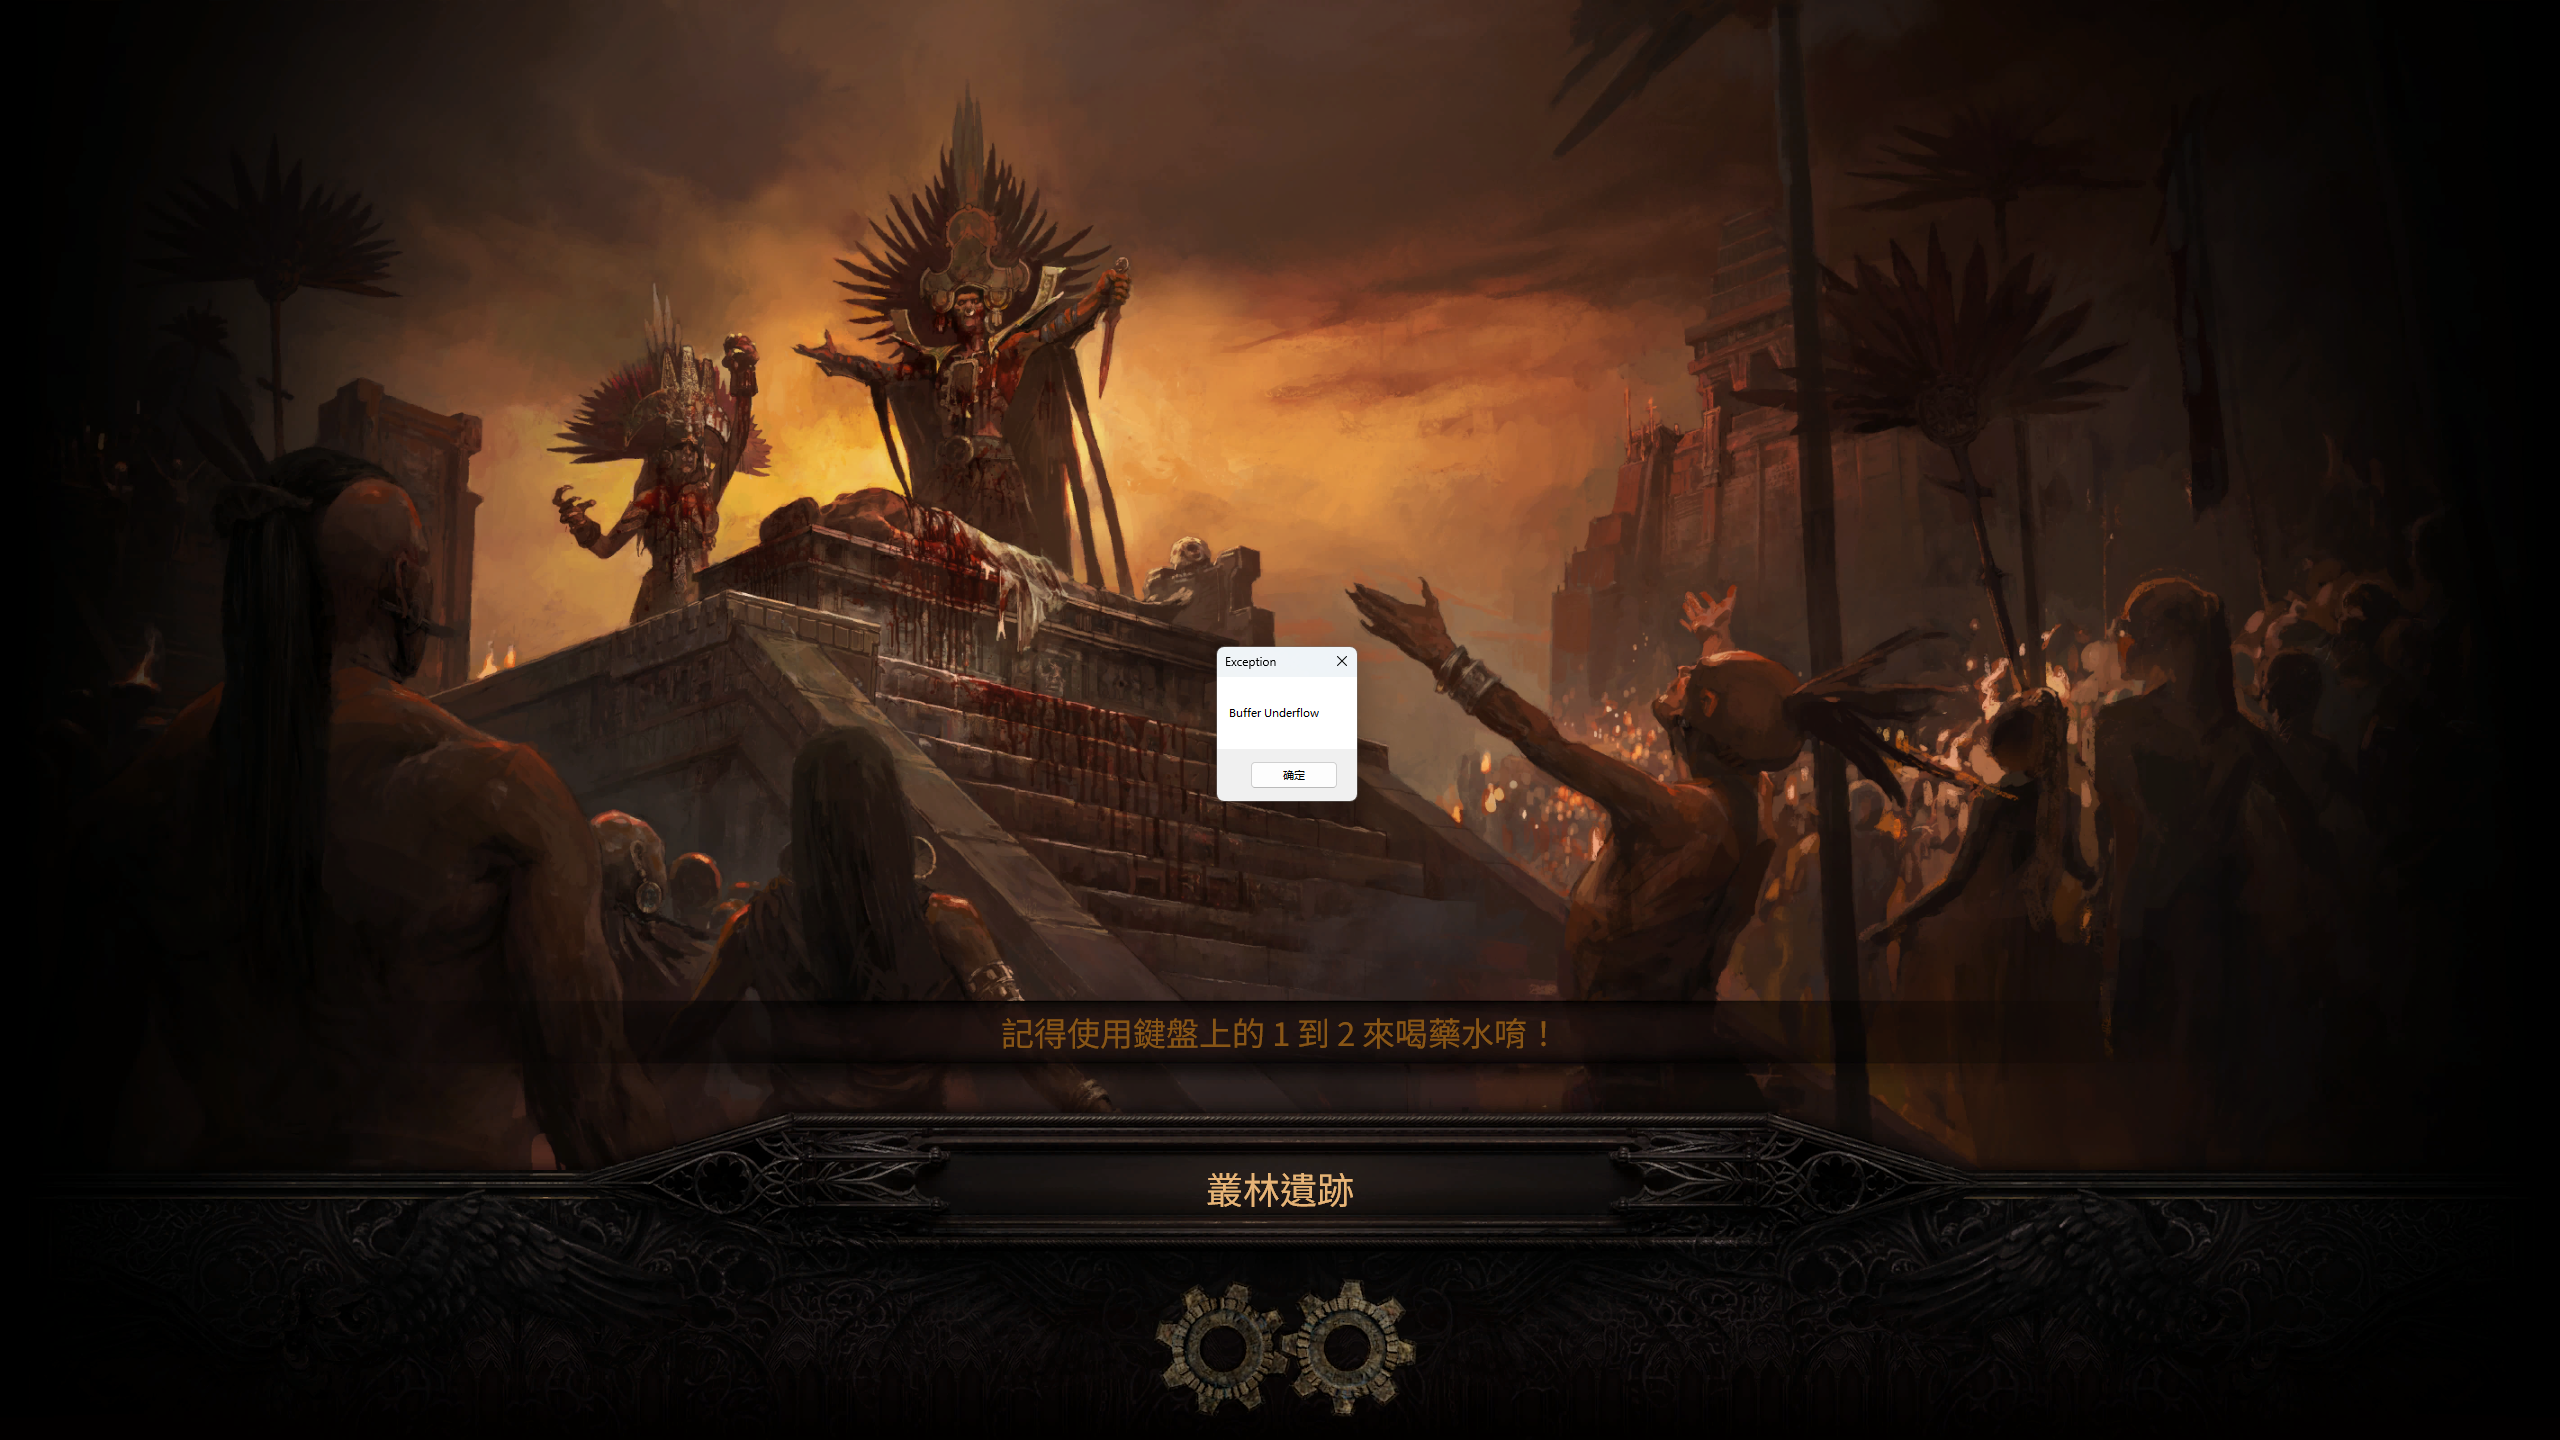 Exception
Buffer Underflow
确定
記得使用鍵盤上的 1 到 2 來喝藥水唷！
叢林遺跡